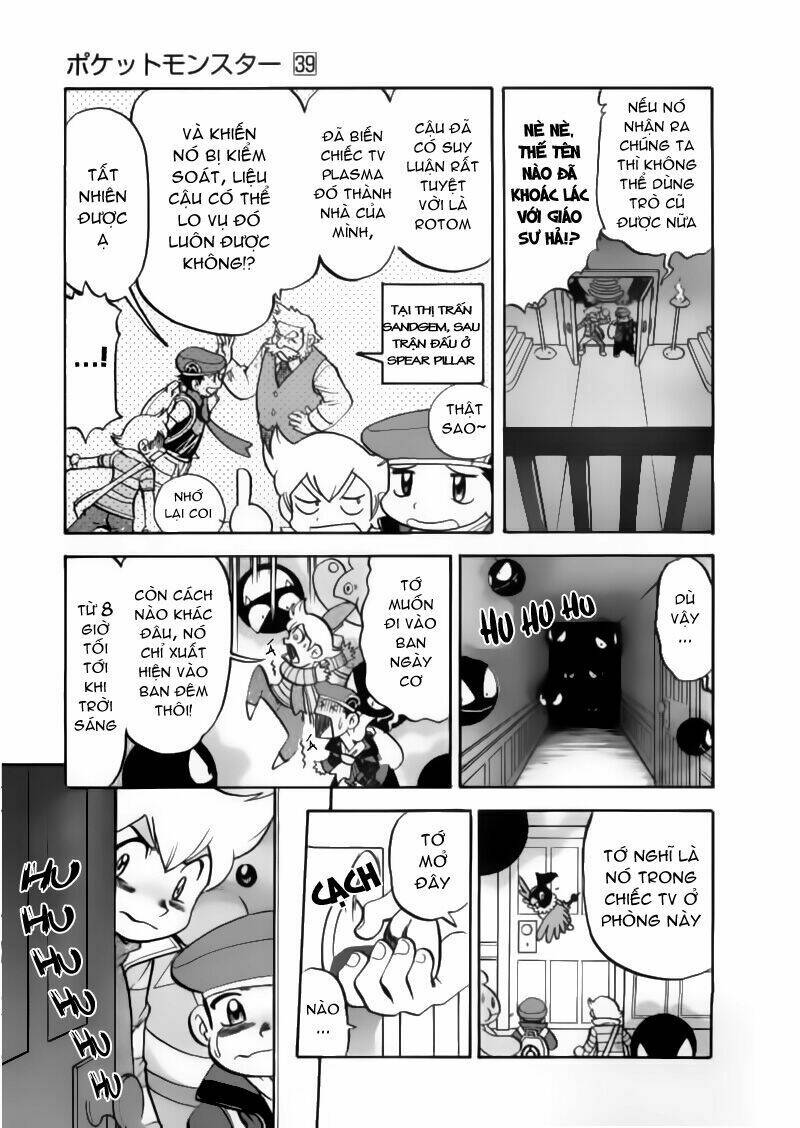 ポケットモンスター 39
NẾU NÓ
NHẬN RA
CHÚNG TA
THÌ KHÔNG
THỂ DÙNG
TRÒ CŨ
ĐƯỢC NỮA
NÈ NÈ,
THẾ TÊN
NÀO ĐÃ
KHOÁC LÁC
VỚI GIÁO
SƯ HẢ!?
TẠI THỊ TRẤN
SANDGEM, SAU
TRẬN ĐẤU Ở
SPEAR PILLAR
CẬU ĐÃ
CÓ SUY
LUẬN RẤT
TUYỆT
VỜI LÀ
ROTOM
ĐÃ BIẾN
CHIẾC TV
PLASMA
ĐÓ THÀNH
NHÀ CỦA
MÌNH,
VÀ KHIẾN
NÓ BỊ KIỂM
SOÁT, LIỆU
CẬU CÓ THỂ
LO VỤ ĐÓ
LUÔN ĐƯỢC
KHÔNG!?
TẤT
NHIÊN
ĐƯỢC
Ạ
...!
THẬT
SAO~
NHỚ
LẠI COI
DÙ
VẬY
...
HU HU HU
TỚ
MUỐN
ĐI VÀO
BAN
NGÀY
CƠ
Á
Á
CÒN CÁCH
NÀO KHÁC
ĐÂU, NÓ
CHỈ XUẤT
HIỆN VÀO
BAN ĐÊM
THÔI!
TỪ 8
GIỜ
TỐI
TỚI
KHI
TRỜI
SÁNG
TỚ NGHĨ LÀ
NÓ TRONG
CHIẾC TV Ở
PHÒNG NÀY
TỚ
MỞ
ĐÂY
CẠCH
NÀO
...
HU
HU
HU
HU
HU
HU